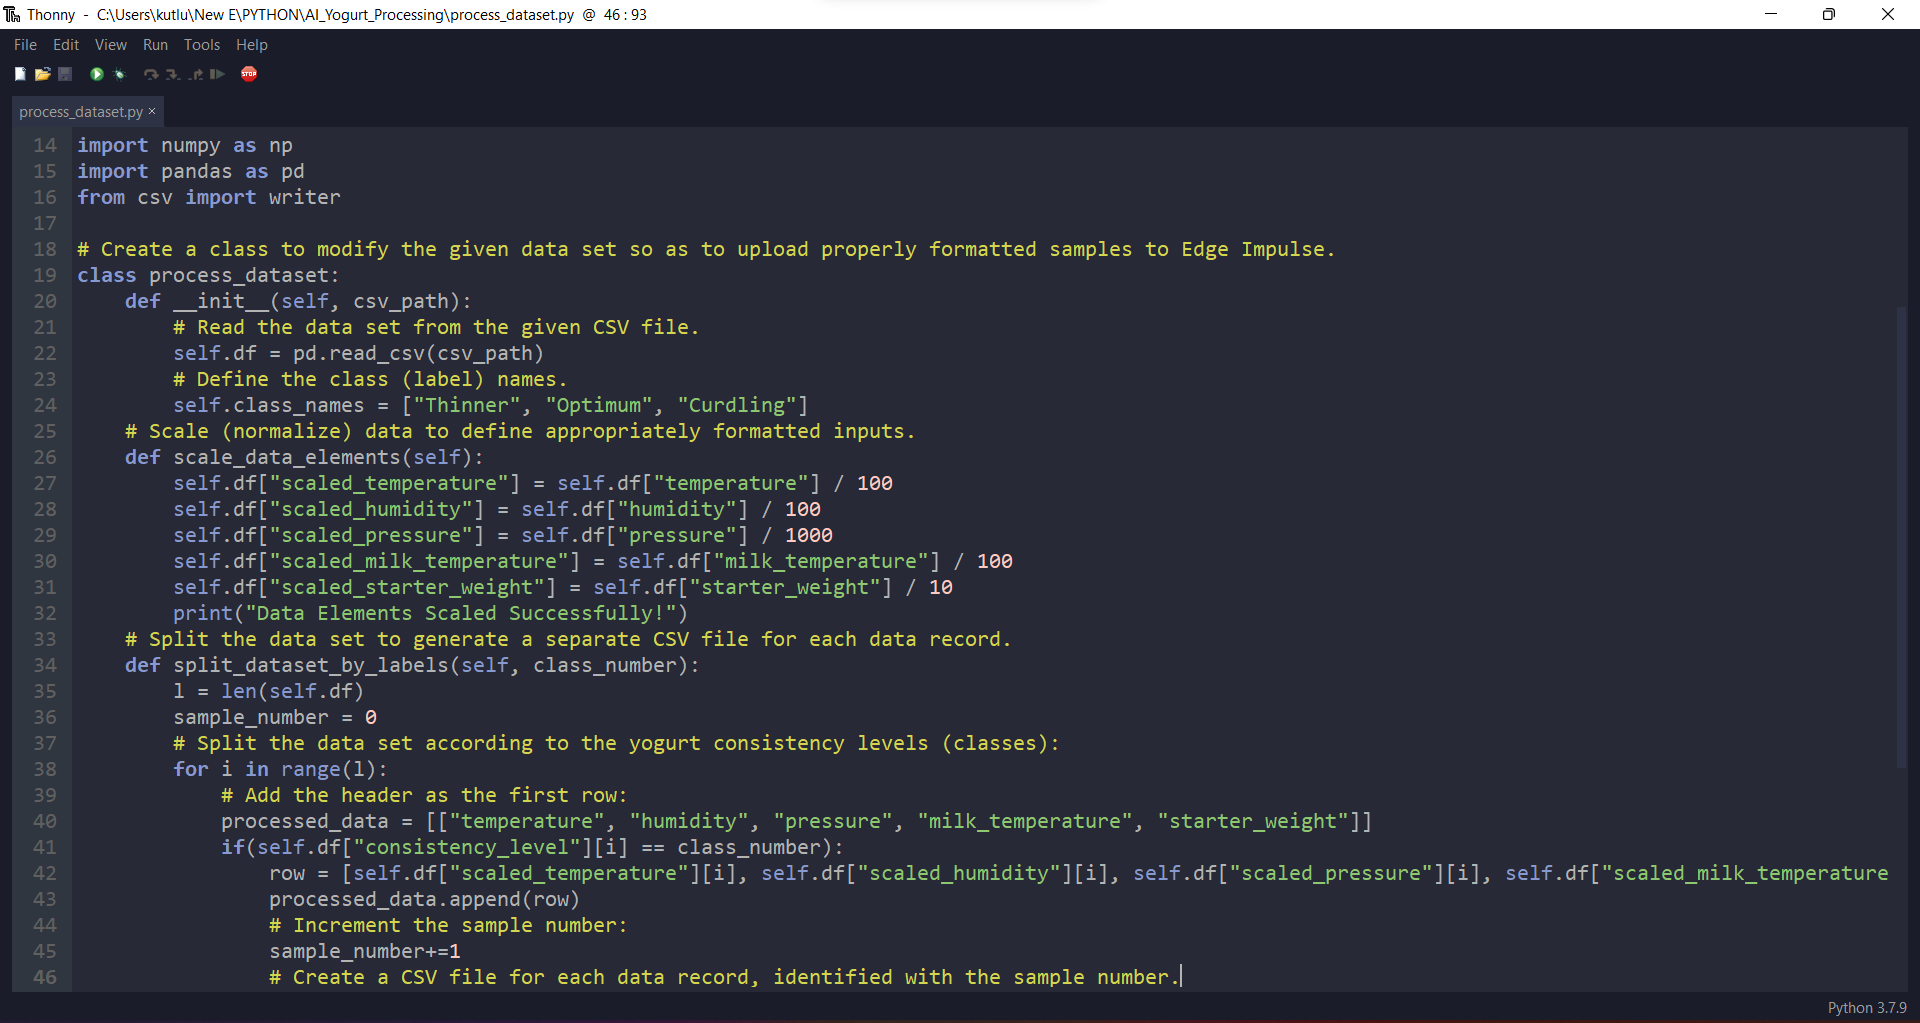 Thonny - C:\Users\kutlu\New E\PYTHON\AI_Yogurt_Processing\process_dataset.py @ 46 : 93
File Edit View Run Tools Help
STOP
process_dataset.py ×
14 import numpy as np
15 import pandas as pd
16 from csv import writer
17
18 # Create a class to modify the given data set so as to upload properly formatted samples to Edge Impulse.
19 class process_dataset:
20     def __init__(self, csv_path):
21         # Read the data set from the given CSV file.
22         self.df = pd.read_csv(csv_path)
23         # Define the class (label) names.
24         self.class_names = ["Thinner", "Optimum", "Curdling"]
25     # Scale (normalize) data to define appropriately formatted inputs.
26     def scale_data_elements(self):
27         self.df["scaled_temperature"] = self.df["temperature"] / 100
28         self.df["scaled_humidity"] = self.df["humidity"] / 100
29         self.df["scaled_pressure"] = self.df["pressure"] / 1000
30         self.df["scaled_milk_temperature"] = self.df["milk_temperature"] / 100
31         self.df["scaled_starter_weight"] = self.df["starter_weight"] / 10
32         print("Data Elements Scaled Successfully!")
33     # Split the data set to generate a separate CSV file for each data record.
34     def split_dataset_by_labels(self, class_number):
35         l = len(self.df)
36         sample_number = 0
37         # Split the data set according to the yogurt consistency levels (classes):
38         for i in range(l):
39             # Add the header as the first row:
40             processed_data = [["temperature", "humidity", "pressure", "milk_temperature", "starter_weight"]]
41             if(self.df["consistency_level"][i] == class_number):
42                 row = [self.df["scaled_temperature"][i], self.df["scaled_humidity"][i], self.df["scaled_pressure"][i], self.df["scaled_milk_temperature
43                 processed_data.append(row)
44                 # Increment the sample number:
45                 sample_number+=1
46                 # Create a CSV file for each data record, identified with the sample number.
Python 3.7.9